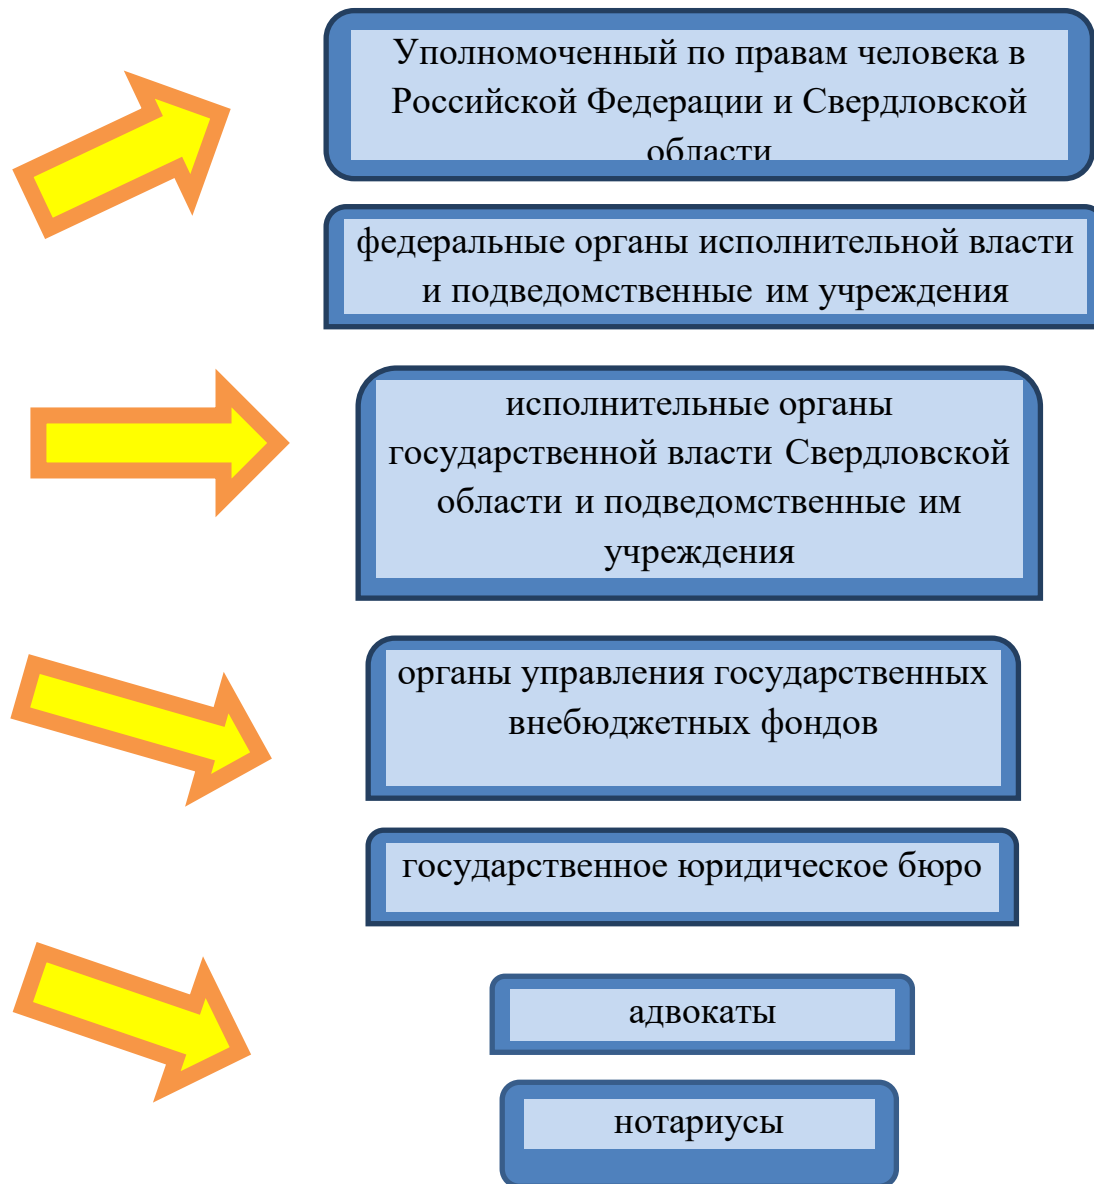 Уполномоченный по правам человека в
Российской Федерации и Свердловской
области
федеральные органы исполнительной власти
и подведомственные им учреждения
исполнительные органы
государственной власти Свердловской
области и подведомственные им
учреждения
органы управления государственных
внебюджетных фондов
государственное юридическое бюро
адвокаты
нотариусы